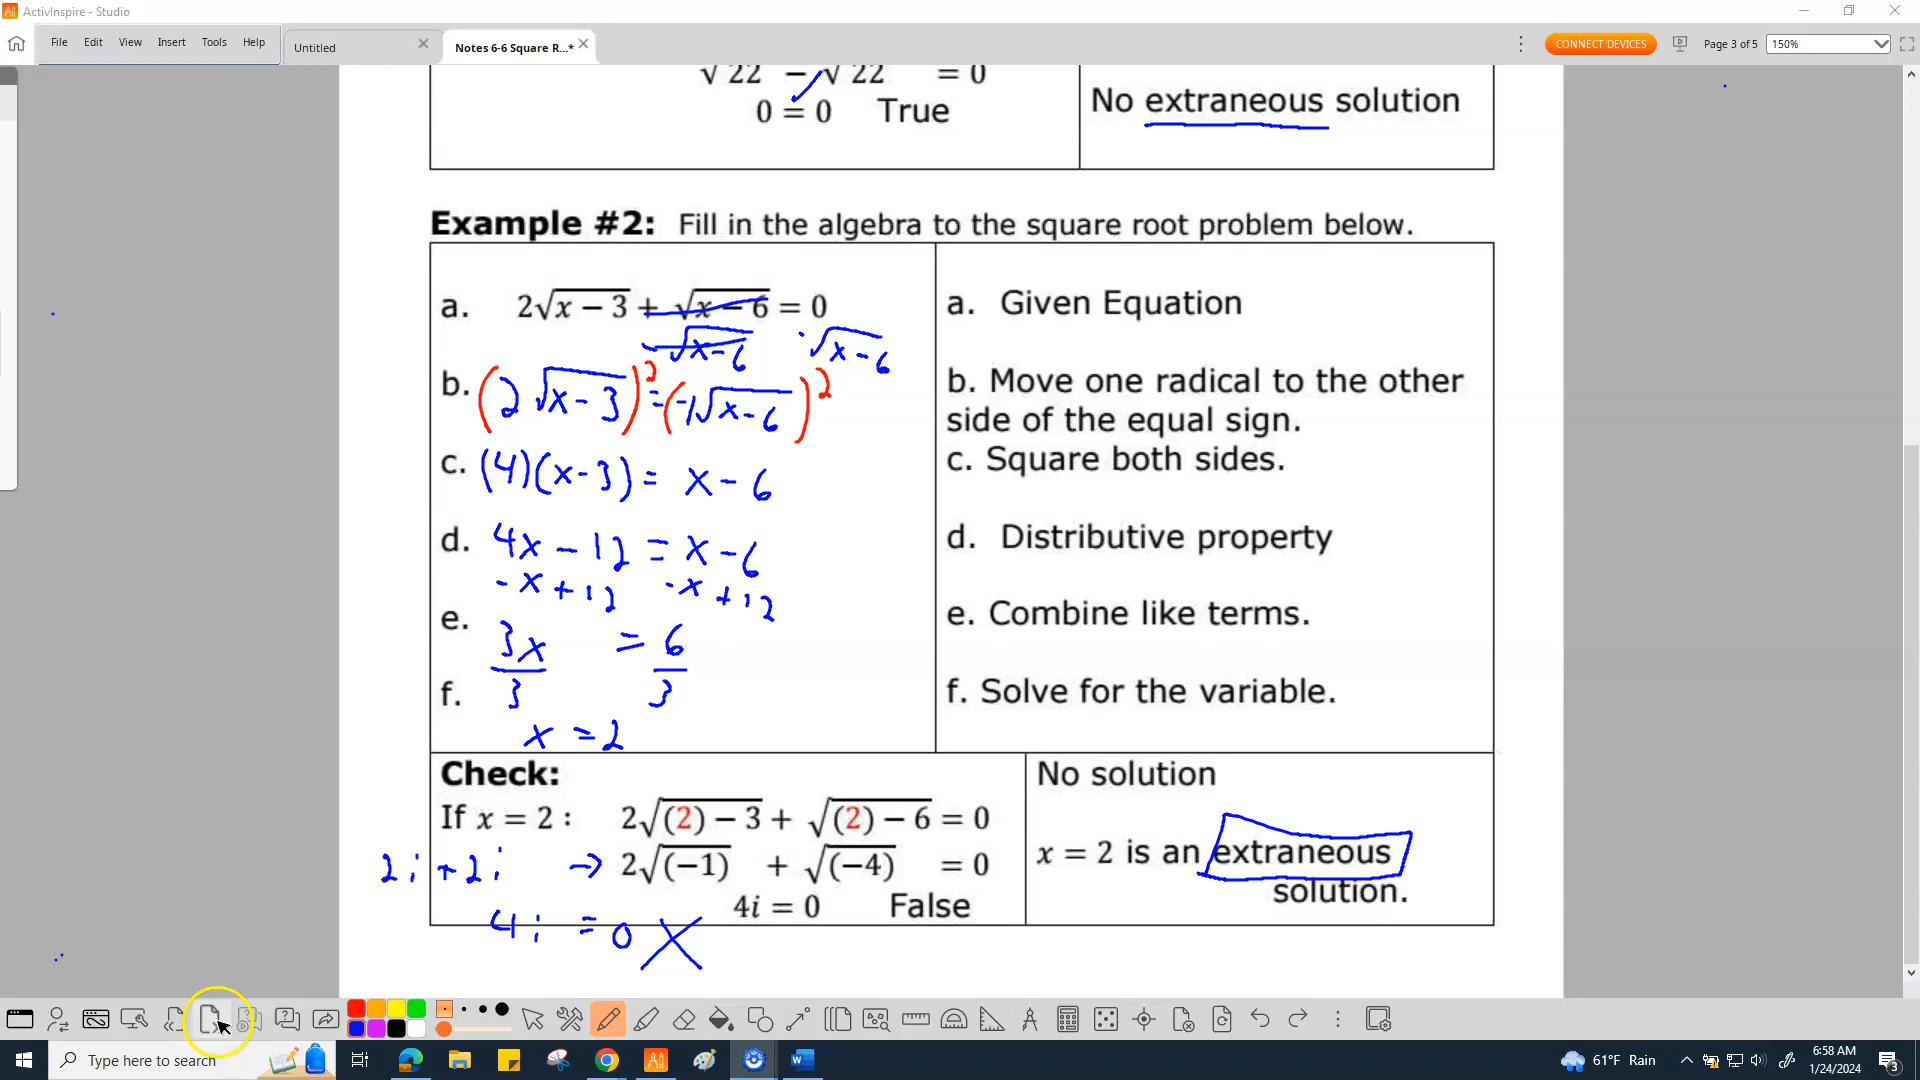 ActivInspire - Studio
File Edit View Insert Tools Help
Untitled
Notes 6-6 Square R...*
CONNECT DEVICES
Page 3 of 5
150%
√22 − √22 = 0
0 = 0 True
No extraneous solution
Example #2: Fill in the algebra to the square root problem below.
a. 2√x − 3 + √x − 6 = 0
a. Given Equation
- √x - 6 - √x - 6
b. (2 √x - 3)² = (-1√x - 6)²
b. Move one radical to the other
side of the equal sign.
c. (4)(x - 3) = x - 6
c. Square both sides.
d. 4x - 12 = x - 6
d. Distributive property
- x + 12 - x + 12
e. 3x = 6
e. Combine like terms.
f. 3 3
f. Solve for the variable.
x = 2
Check:
If x = 2 : 2√(2) − 3 + √(2) − 6 = 0
2i + 2i → 2√(−1) + √(−4) = 0
4i = 0 False
4i = 0 X
No solution
x = 2 is an extraneous
solution.
Type here to search
61°F Rain
6:58 AM
1/24/2024
3